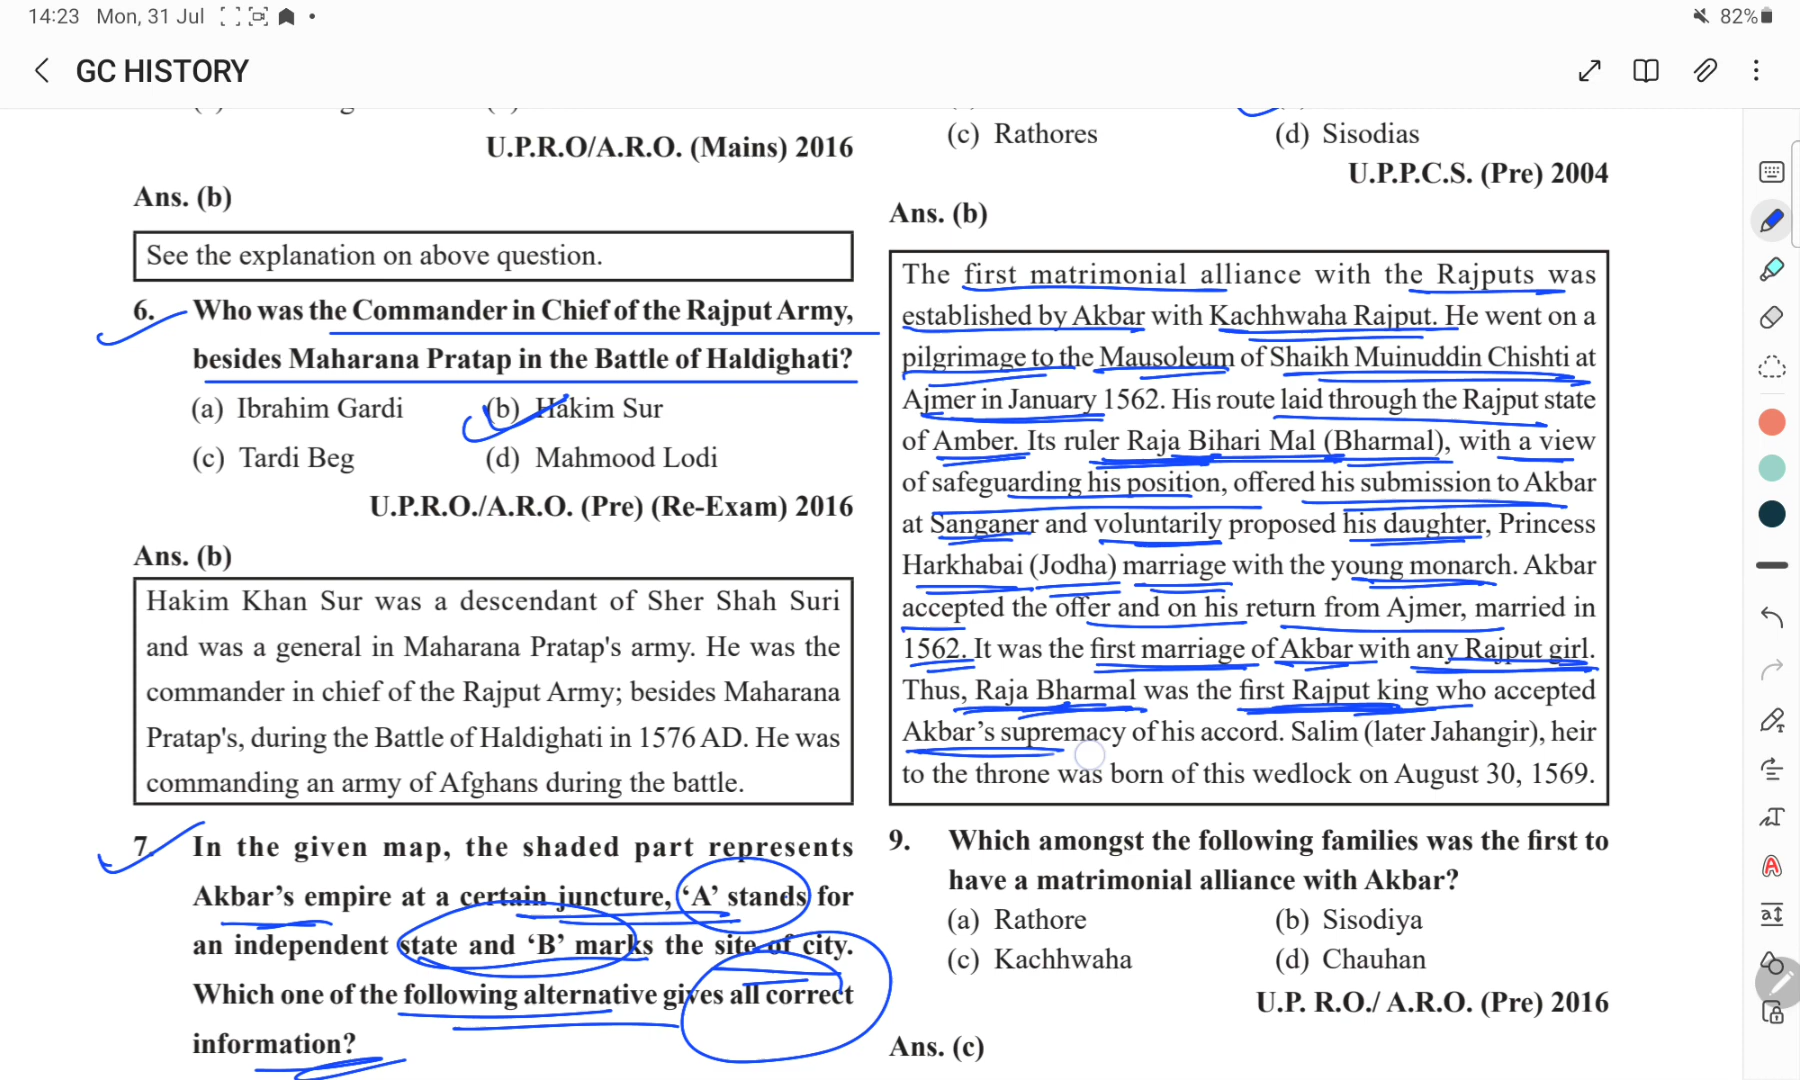 14:23 Mon, 31 Jul
82%
GC HISTORY
U.P.R.O/A.R.O. (Mains) 2016
Ans. (b)
See the explanation on above question.
6. Who was the Commander in Chief of the Rajput Army,
besides Maharana Pratap in the Battle of Haldighati?
(a) Ibrahim Gardi (b) Hakim Sur
(c) Tardi Beg (d) Mahmood Lodi
U.P.R.O./A.R.O. (Pre) (Re-Exam) 2016
Ans. (b)
Hakim Khan Sur was a descendant of Sher Shah Suri
and was a general in Maharana Pratap's army. He was the
commander in chief of the Rajput Army; besides Maharana
Pratap's, during the Battle of Haldighati in 1576 AD. He was
commanding an army of Afghans during the battle.
7. In the given map, the shaded part represents
Akbar's empire at a certain juncture, 'A' stands for
an independent state and 'B' marks the site of city.
Which one of the following alternative gives all correct
information?
(c) Rathores (d) Sisodias
U.P.P.C.S. (Pre) 2004
Ans. (b)
The first matrimonial alliance with the Rajputs was
established by Akbar with Kachhwaha Rajput. He went on a
pilgrimage to the Mausoleum of Shaikh Muinuddin Chishti at
Ajmer in January 1562. His route laid through the Rajput state
of Amber. Its ruler Raja Bihari Mal (Bharmal), with a view
of safeguarding his position, offered his submission to Akbar
at Sanganer and voluntarily proposed his daughter, Princess
Harkhabai (Jodha) marriage with the young monarch. Akbar
accepted the offer and on his return from Ajmer, married in
1562. It was the first marriage of Akbar with any Rajput girl.
Thus, Raja Bharmal was the first Rajput king who accepted
Akbar's supremacy of his accord. Salim (later Jahangir), heir
to the throne was born of this wedlock on August 30, 1569.
9. Which amongst the following families was the first to
have a matrimonial alliance with Akbar?
(a) Rathore (b) Sisodiya
(c) Kachhwaha (d) Chauhan
U.P. R.O./ A.R.O. (Pre) 2016
Ans. (c)